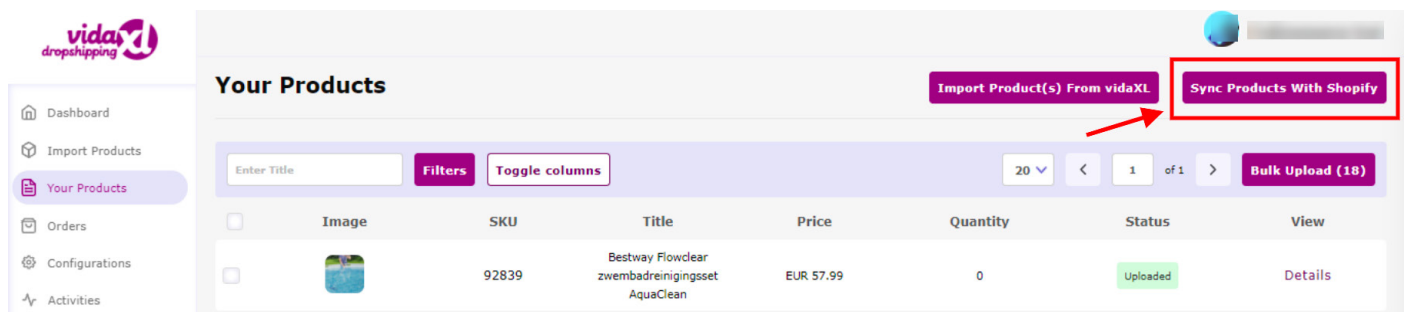 vidaXL
dropshipping
Your Products
Import Product(s) From vidaXL
Sync Products With Shopify
Dashboard
Import Products
Your Products
Orders
Configurations
Activities
Enter Title
Filters
Toggle columns
20
1
of 1
Bulk Upload (18)
Image
SKU
Title
Price
Quantity
Status
View
92839
Bestway Flowclear
zwembadreinigingsset
AquaClean
EUR 57.99
0
Uploaded
Details